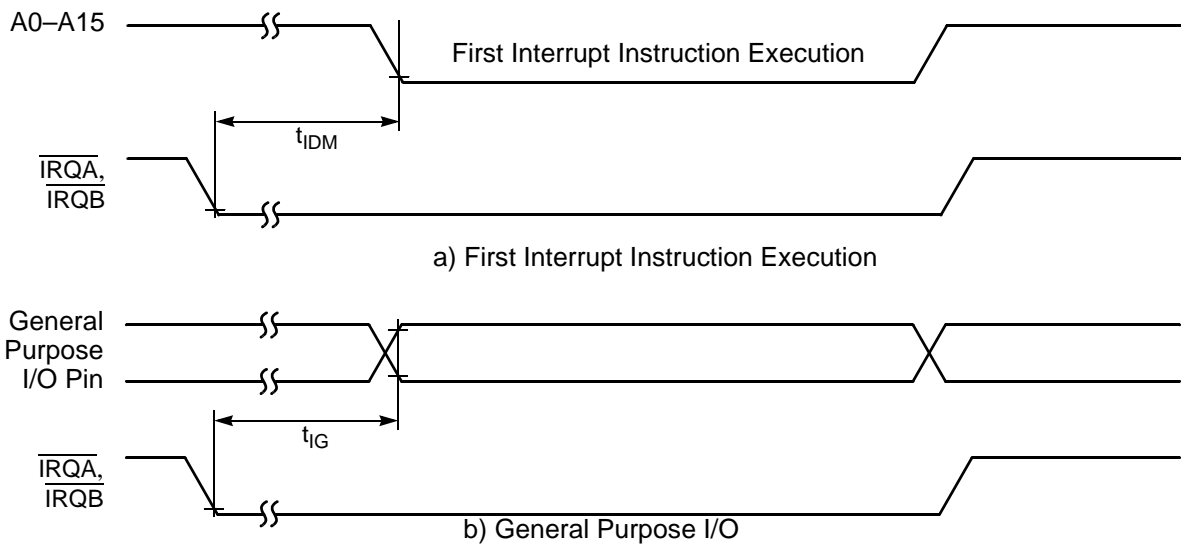 A0–A15
First Interrupt Instruction Execution
tIDM
IRQA,
IRQB
a) First Interrupt Instruction Execution
General
Purpose
I/O Pin
tIG
IRQA,
IRQB
b) General Purpose I/O